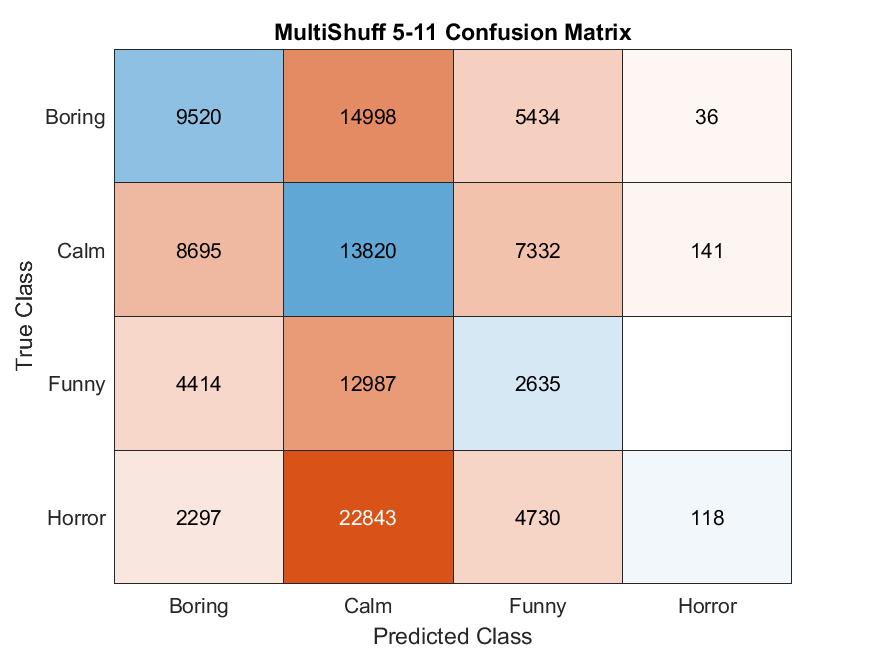 MultiShuff 5-11 Confusion Matrix
Boring 9520 14998 5434 36
Calm 8695 13820 7332 141
Funny 4414 12987 2635
Horror 2297 22843 4730 118
Boring Calm Funny Horror
Predicted Class
True Class